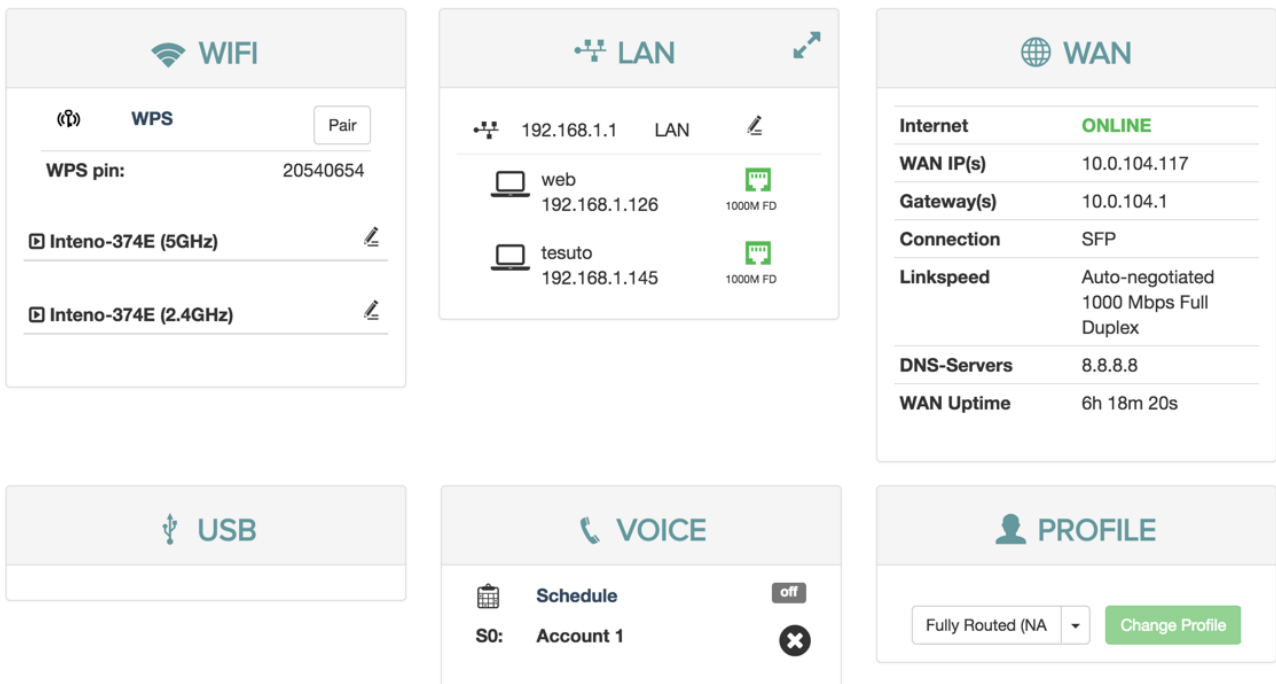 WIFI
WPS
Pair
WPS pin:
20540654
Inteno-374E (5GHz)
Inteno-374E (2.4GHz)
LAN
192.168.1.1 LAN
web
192.168.1.126
1000M FD
tesuto
192.168.1.145
1000M FD
WAN
Internet ONLINE
WAN IP(s) 10.0.104.117
Gateway(s) 10.0.104.1
Connection SFP
Linkspeed Auto-negotiated
1000 Mbps Full
Duplex
DNS-Servers 8.8.8.8
WAN Uptime 6h 18m 20s
USB
VOICE
Schedule off
S0: Account 1
PROFILE
Fully Routed (NA
Change Profile